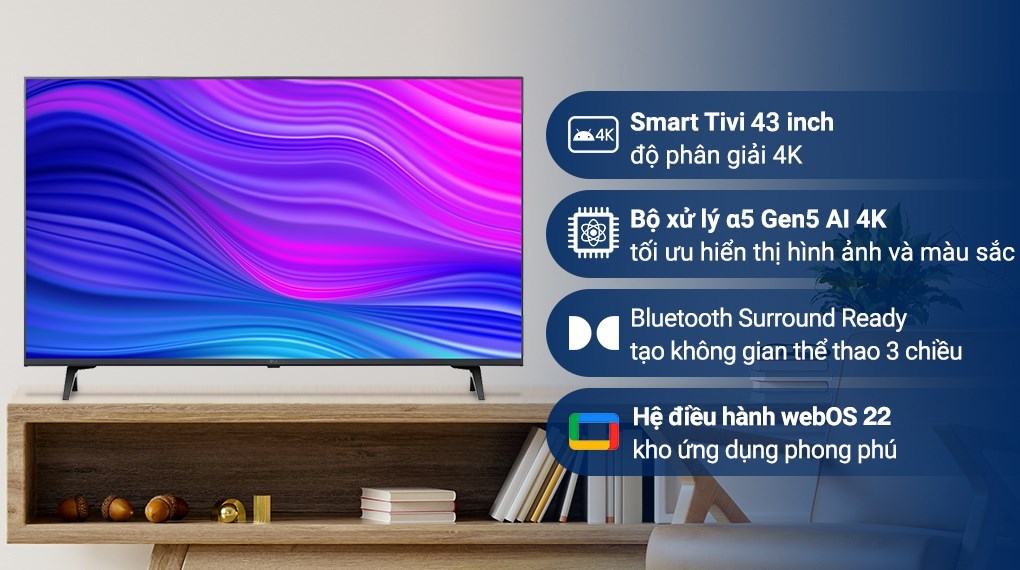 4K
Smart Tivi 43 inch
độ phân giải 4K
Bộ xử lý α5 Gen5 AI 4K
tối ưu hiển thị hình ảnh và màu sắc
Bluetooth Surround Ready
tạo không gian thể thao 3 chiều
Hệ điều hành webOS 22
kho ứng dụng phong phú